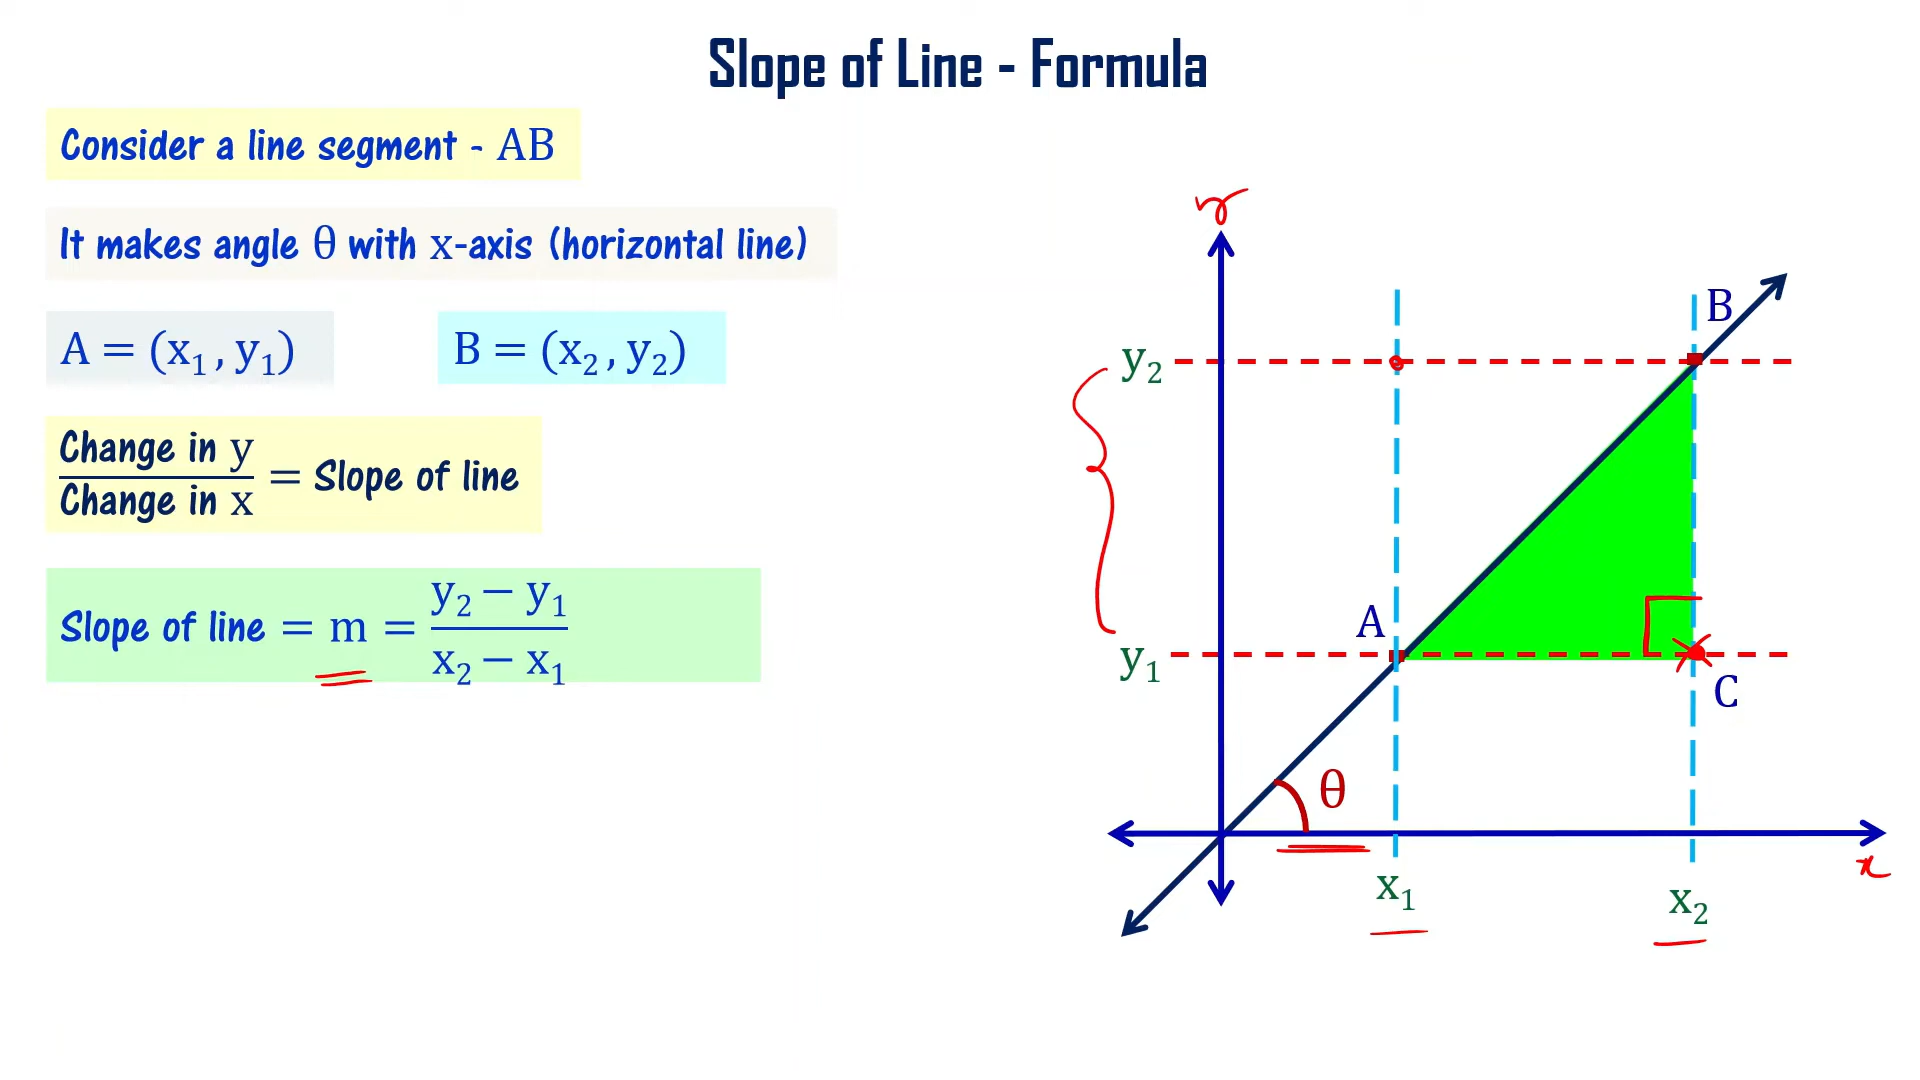 Slope of Line - Formula
Consider a line segment - AB
It makes angle θ with x-axis (horizontal line)
A = (x₁ , y₁)
B = (x₂ , y₂)
Change in y
Change in x
= Slope of line
Slope of line = m =
y₂ − y₁
x₂ − x₁
B
y₂
A
y₁
C
θ
x
x₁
x₂